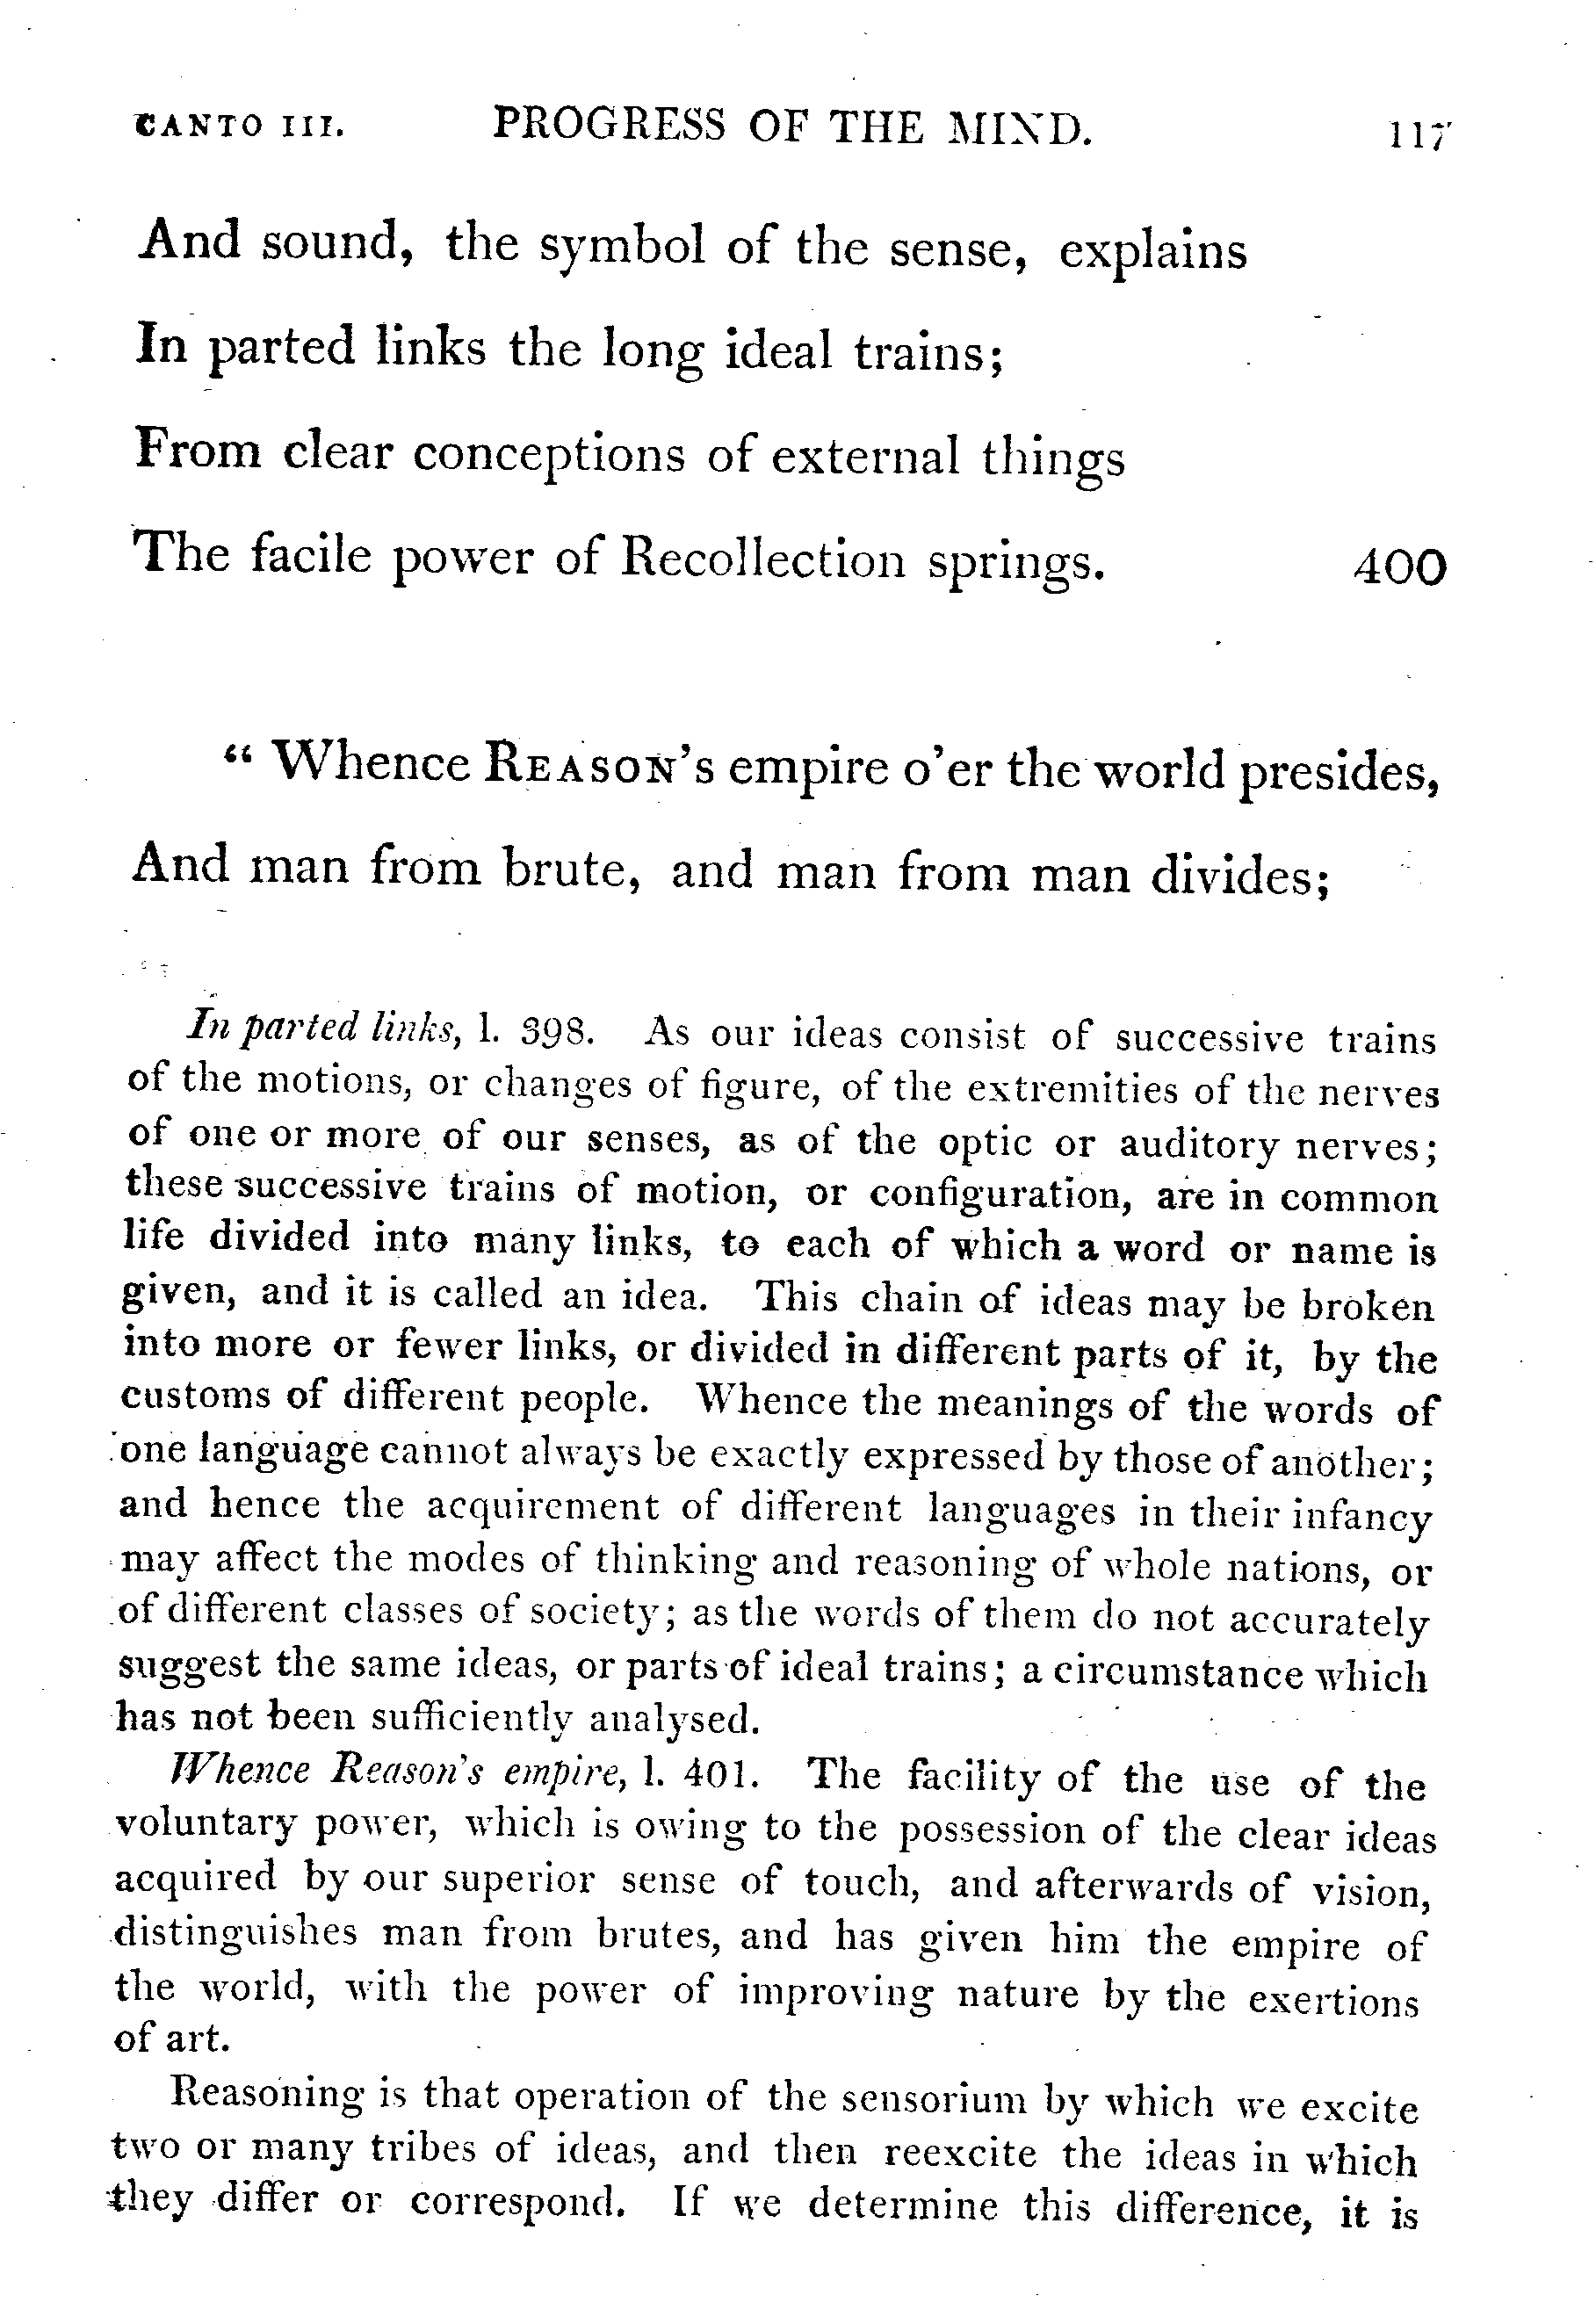 CANTO III. PROGRESS OF THE MIND. 117
And sound, the symbol of the sense, explains
In parted links the long ideal trains;
From clear conceptions of external things
The facile power of Recollection springs. 400
“ Whence REASON’s empire o’er the world presides,
And man from brute, and man from man divides;
In parted links, l. 398. As our ideas consist of successive trains
of the motions, or changes of figure, of the extremities of the nerves
of one or more of our senses, as of the optic or auditory nerves;
these successive trains of motion, or configuration, are in common
life divided into many links, to each of which a word or name is
given, and it is called an idea. This chain of ideas may be broken
into more or fewer links, or divided in different parts of it, by the
customs of different people. Whence the meanings of the words of
one language cannot always be exactly expressed by those of another;
and hence the acquirement of different languages in their infancy
may affect the modes of thinking and reasoning of whole nations, or
of different classes of society; as the words of them do not accurately
suggest the same ideas, or parts of ideal trains; a circumstance which
has not been sufficiently analysed.
Whence Reason’s empire, l. 401. The facility of the use of the
voluntary power, which is owing to the possession of the clear ideas
acquired by our superior sense of touch, and afterwards of vision,
distinguishes man from brutes, and has given him the empire of
the world, with the power of improving nature by the exertions
of art.
Reasoning is that operation of the sensorium by which we excite
two or many tribes of ideas, and then reexcite the ideas in which
they differ or correspond. If we determine this difference, it is